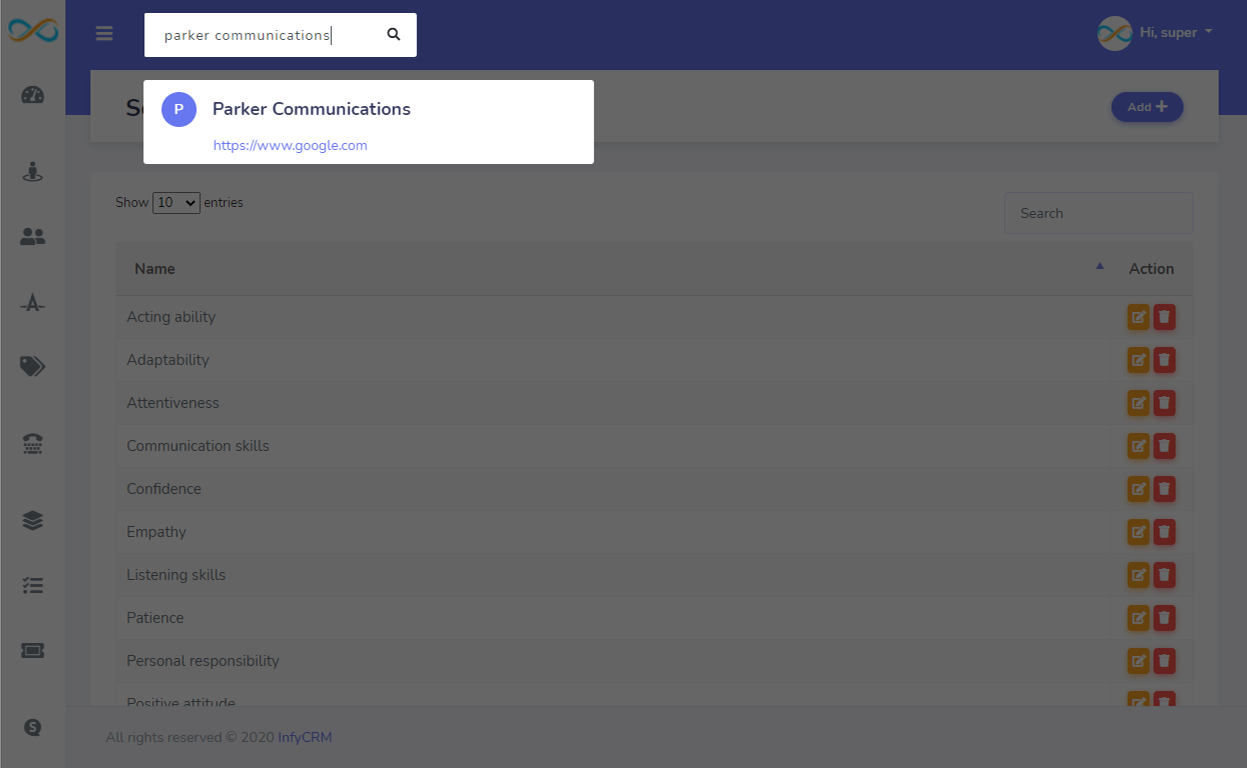 parker communications
Hi, super
P
Parker Communications
https://www.google.com
Add
Show 10 entries
Search
Name
Action
Acting ability
Adaptability
Attentiveness
Communication skills
Confidence
Empathy
Listening skills
Patience
Personal responsibility
Positive attitude
All rights reserved © 2020 InfyCRM